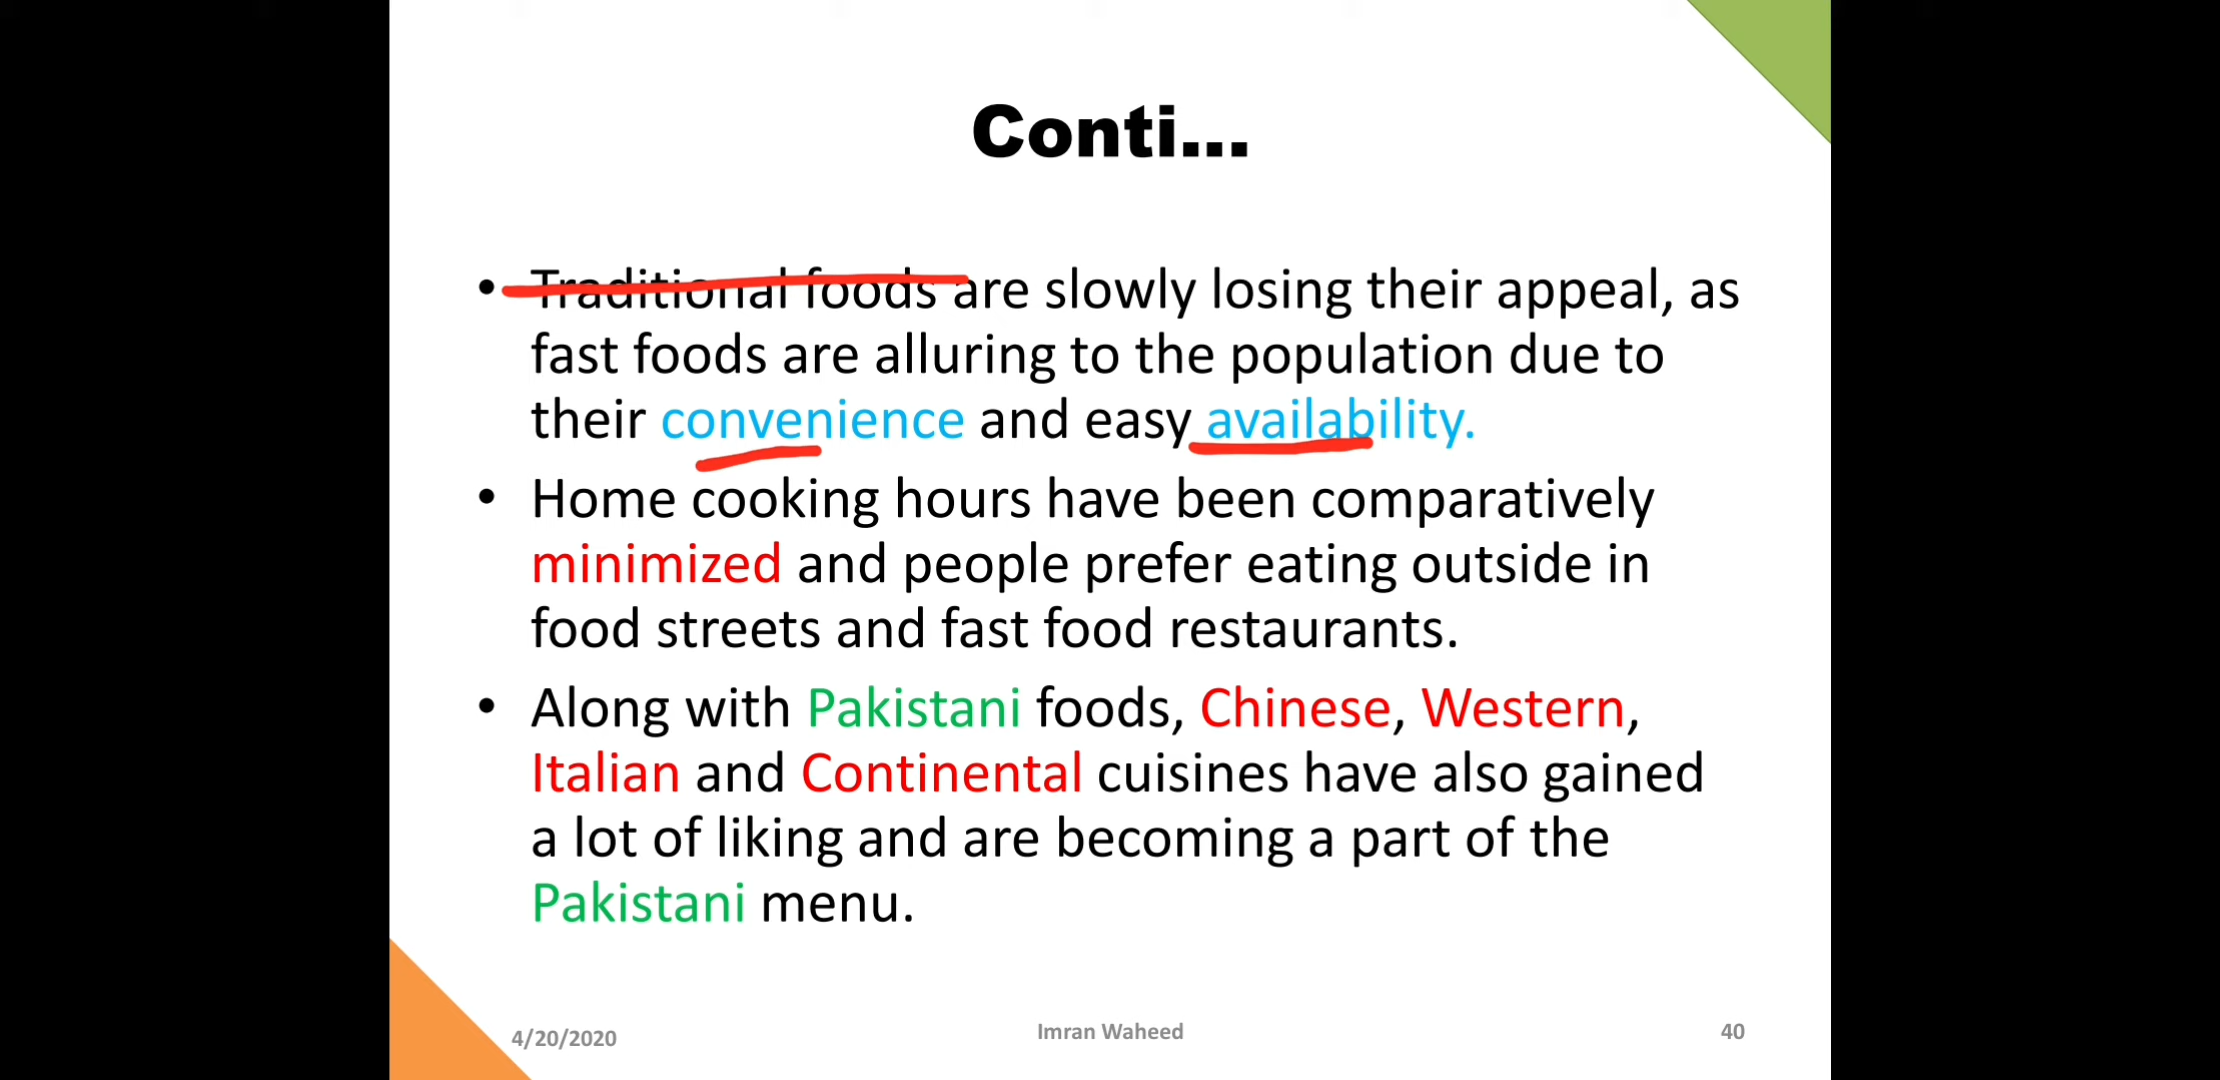 Conti...
• Traditional foods are slowly losing their appeal, as
fast foods are alluring to the population due to
their convenience and easy availability.
• Home cooking hours have been comparatively
minimized and people prefer eating outside in
food streets and fast food restaurants.
• Along with Pakistani foods, Chinese, Western,
Italian and Continental cuisines have also gained
a lot of liking and are becoming a part of the
Pakistani menu.
4/20/2020
Imran Waheed
40